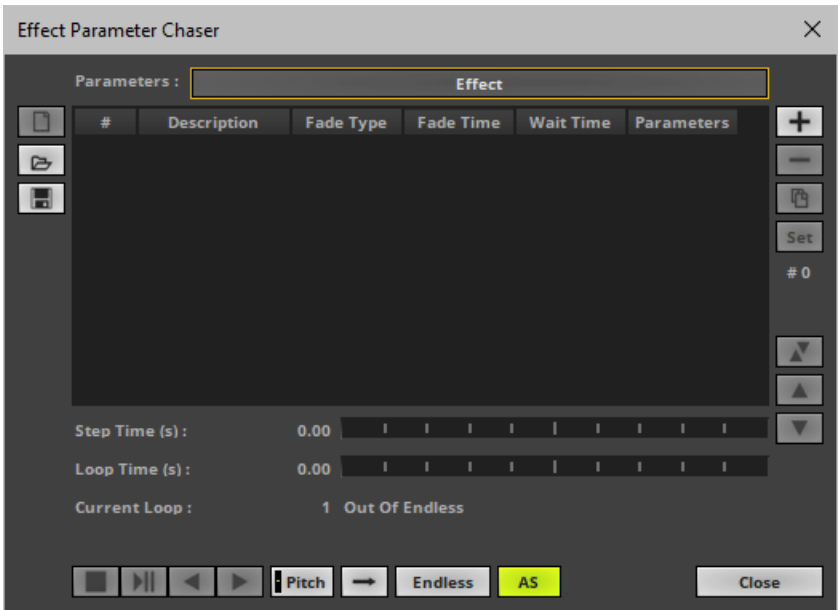 Effect Parameter Chaser
Parameters : Effect
# Description Fade Type Fade Time Wait Time Parameters
Set
# 0
Step Time (s) : 0.00
Loop Time (s) : 0.00
Current Loop : 1 Out Of Endless
Pitch Endless AS Close